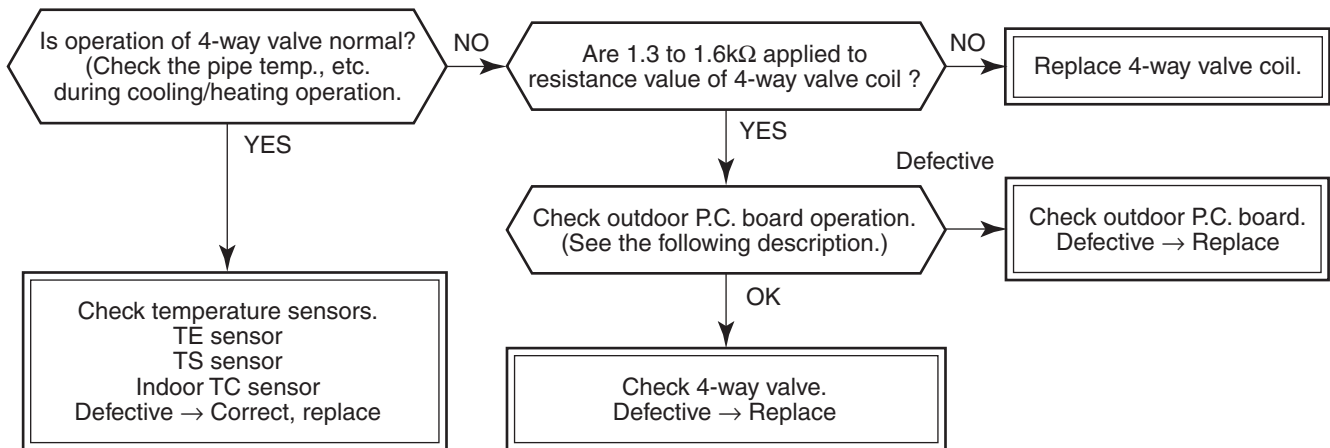 Is operation of 4-way valve normal?
(Check the pipe temp., etc.
during cooling/heating operation.
NO
Are 1.3 to 1.6kΩ applied to
resistance value of 4-way valve coil ?
NO
Replace 4-way valve coil.
YES
YES
Defective
Check outdoor P.C. board operation.
(See the following description.)
Check outdoor P.C. board.
Defective → Replace
OK
Check temperature sensors.
TE sensor
TS sensor
Indoor TC sensor
Defective → Correct, replace
Check 4-way valve.
Defective → Replace